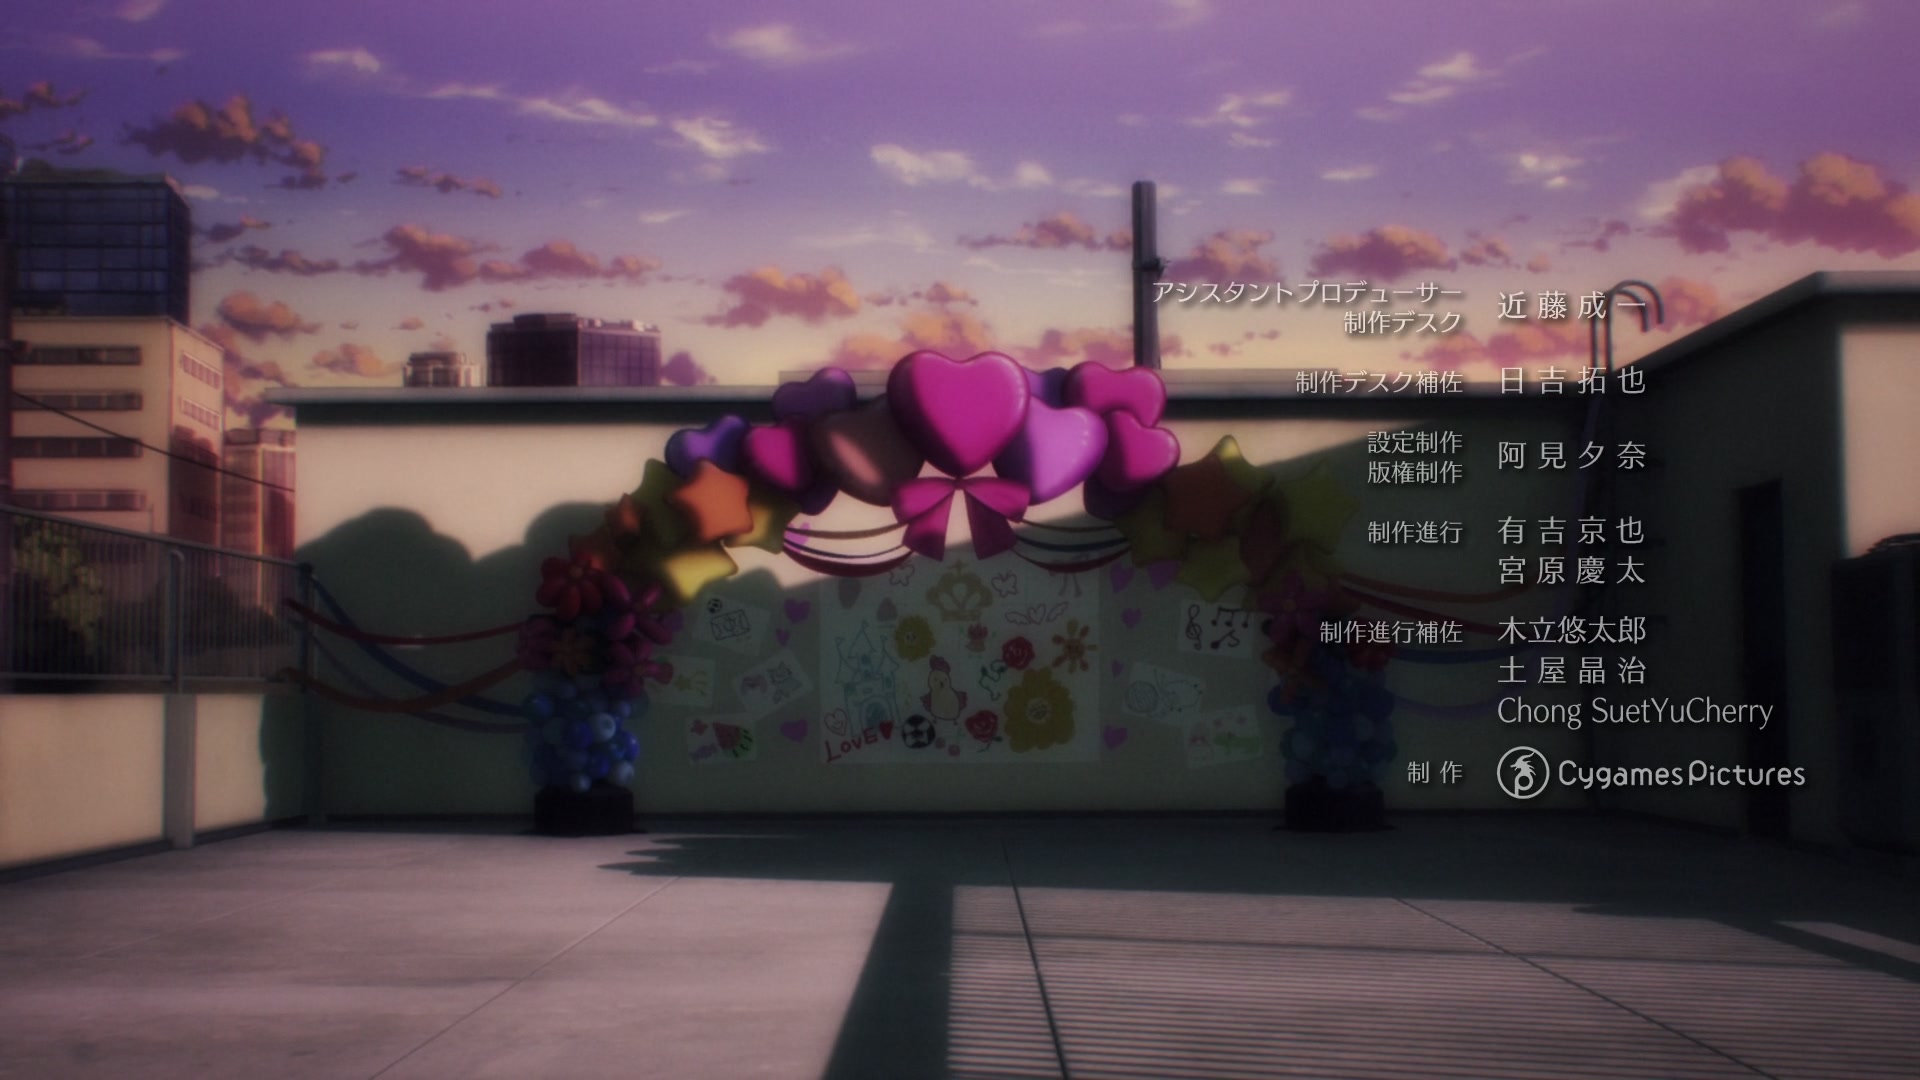 アシスタントプロデューサー
制作デスク
近藤成一
制作デスク補佐 日吉拓也
設定制作
版権制作
阿見夕奈
制作進行 有吉京也
宮原慶太
制作進行補佐 木立悠太郎
土屋晶治
Chong SuetYuCherry
制作 CygamesPictures
LovE